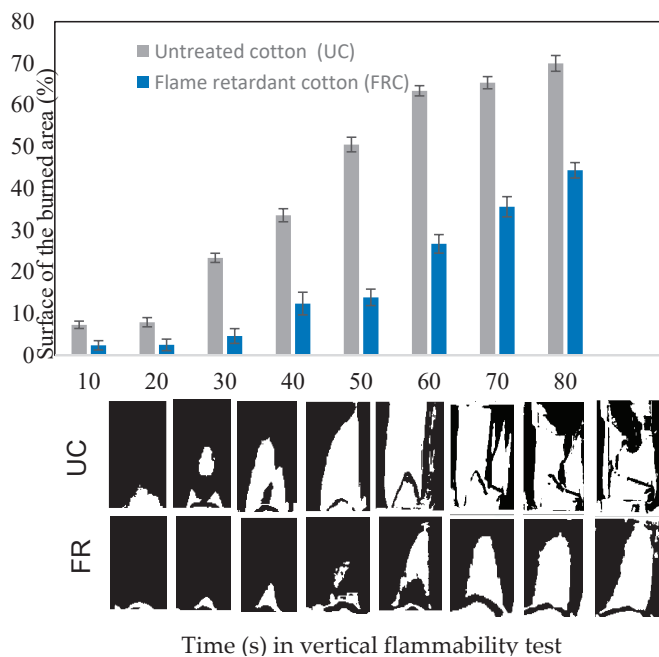 80
70
60
50
40
30
20
10
0
Surface of the burned area (%)
Untreated cotton (UC)
Flame retardant cotton (FRC)
10 20 30 40 50 60 70 80
UC
FR
Time (s) in vertical flammability test